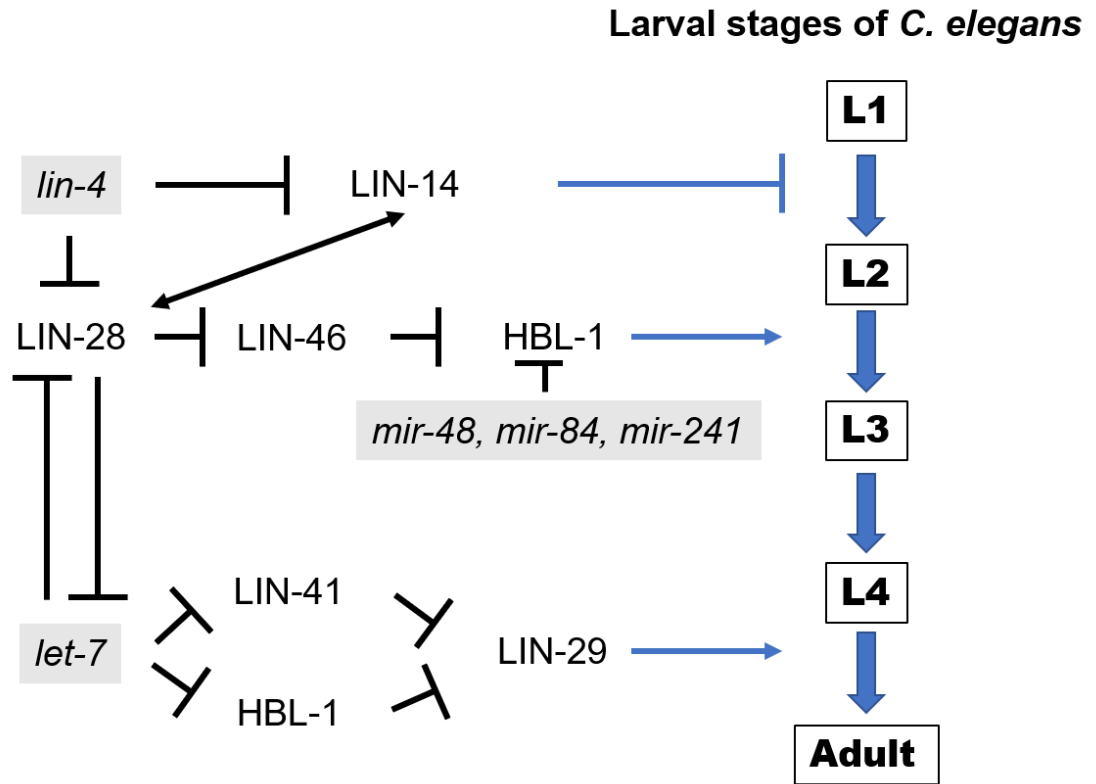 Larval stages of C. elegans
L1
lin-4
LIN-14
L2
LIN-28
LIN-46
HBL-1
mir-48, mir-84, mir-241
L3
LIN-41
L4
let-7
LIN-29
HBL-1
Adult